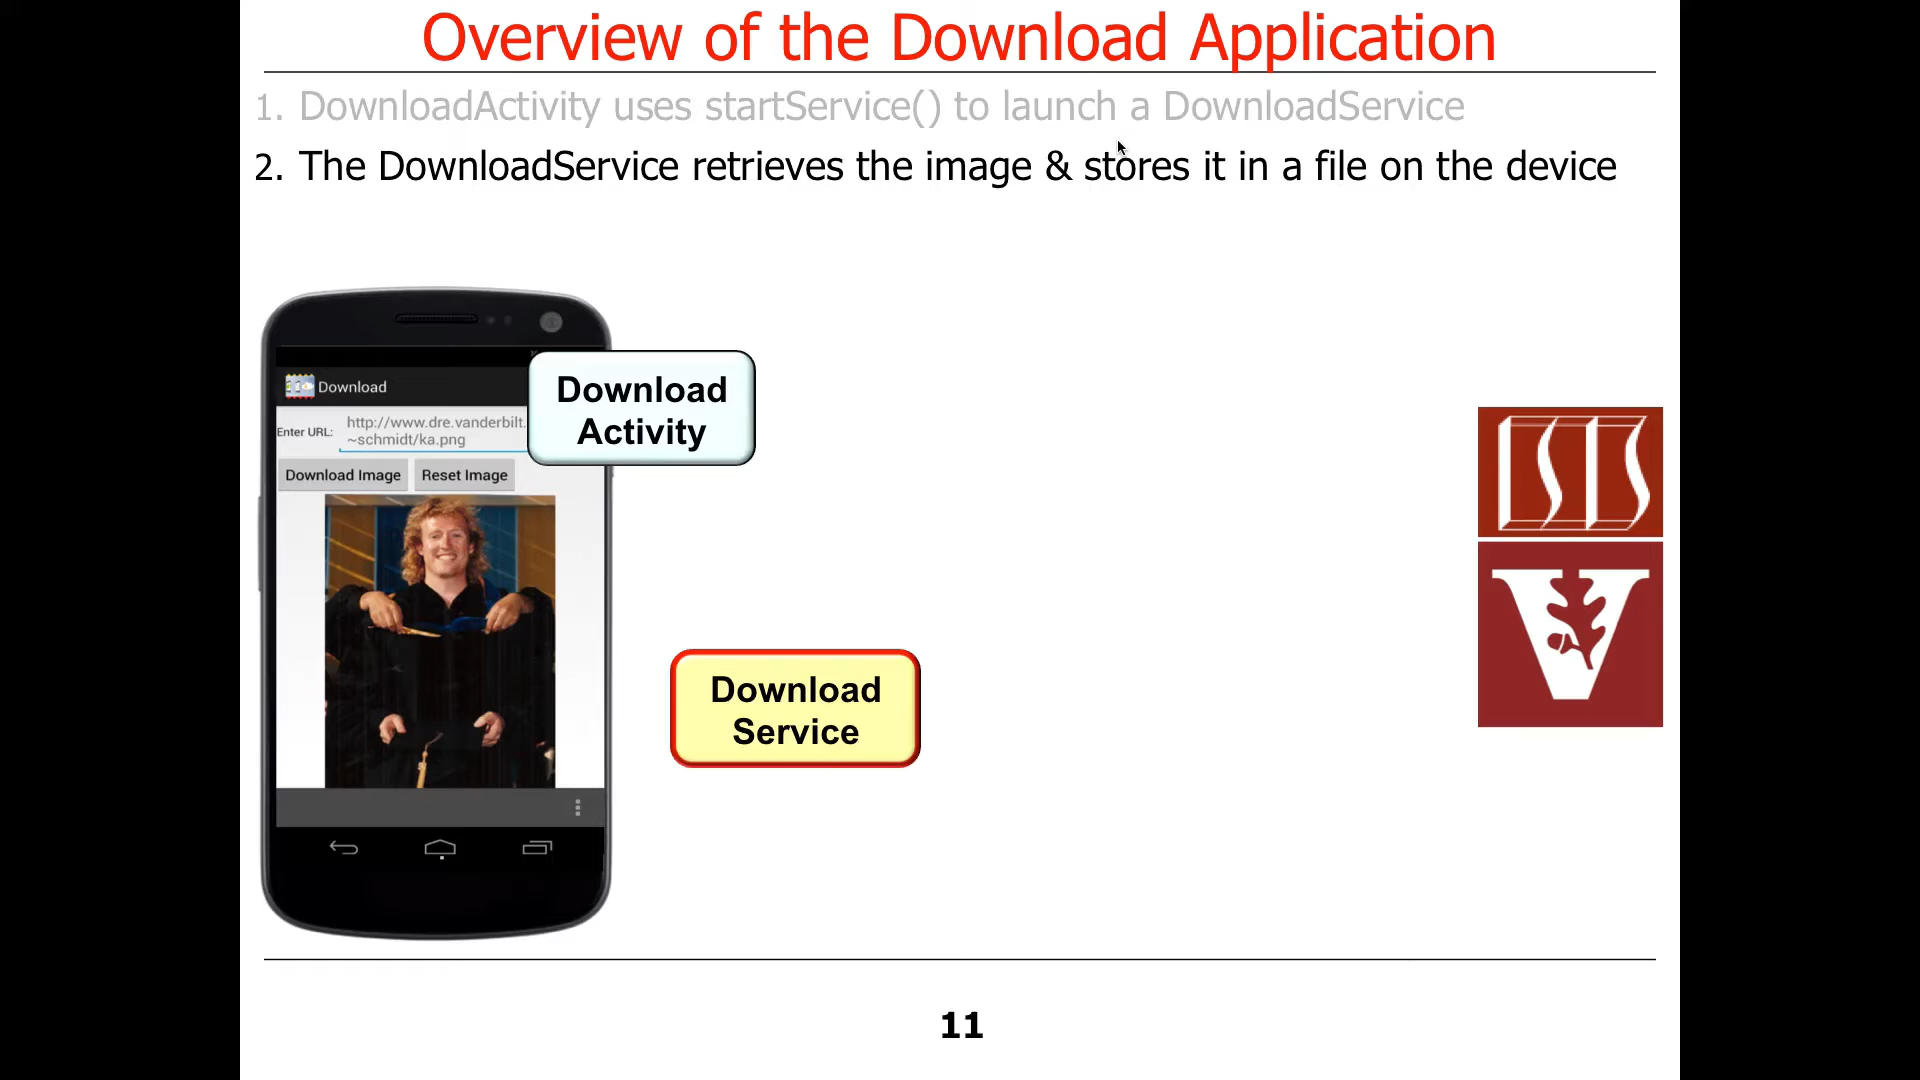 Overview of the Download Application
1. DownloadActivity uses startService() to launch a DownloadService
2. The DownloadService retrieves the image & stores it in a file on the device
Download
Enter URL:
http://www.dre.vanderbilt.
~schmidt/ka.png
Download Image
Reset Image
Download
Activity
Download
Service
ISIS
V
11